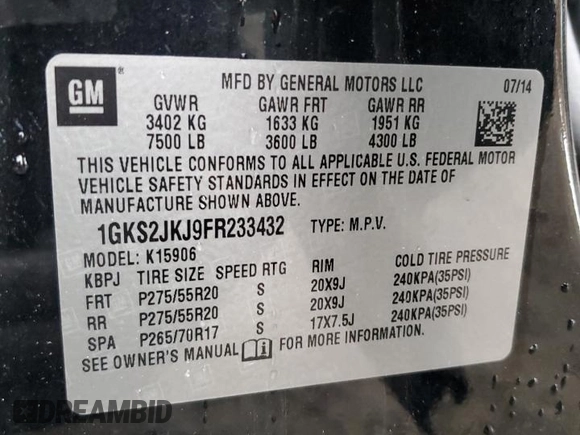 GM
MFD BY GENERAL MOTORS LLC 07/14
GVWR GAWR FRT GAWR RR
3402 KG 1633 KG 1951 KG
7500 LB 3600 LB 4300 LB
THIS VEHICLE CONFORMS TO ALL APPLICABLE U.S. FEDERAL MOTOR
VEHICLE SAFETY STANDARDS IN EFFECT ON THE DATE OF
MANUFACTURE SHOWN ABOVE.
1GKS2JKJ9FR233432 TYPE: M.P.V.
MODEL: K15906
KBPJ TIRE SIZE SPEED RTG RIM COLD TIRE PRESSURE
FRT P275/55R20 S 20X9J 240KPA(35PSI)
RR P275/55R20 S 20X9J 240KPA(35PSI)
SPA P265/70R17 S 17X7.5J 240KPA(35PSI)
SEE OWNER'S MANUAL FOR MORE INFORMATION.
DREAMBID